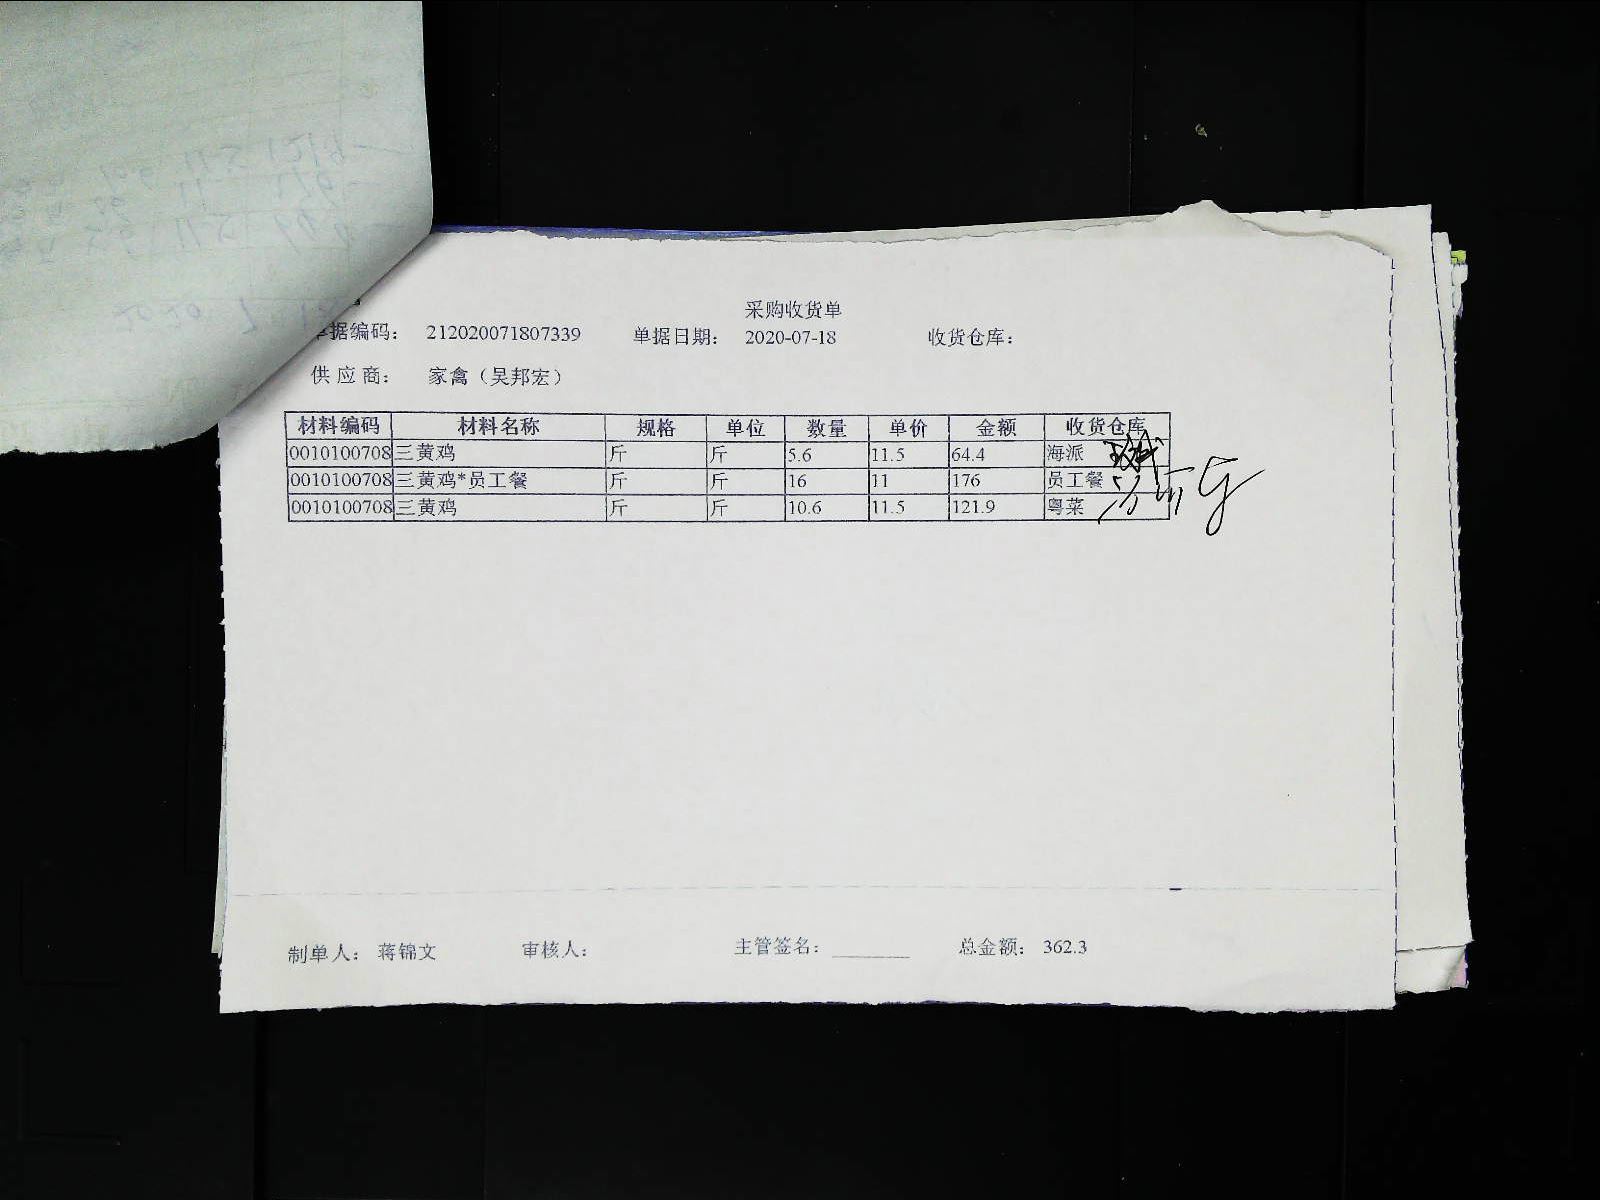 采购收货单
单据编码： 212020071807339 单据日期： 2020-07-18 收货仓库：
供应商： 家禽（吴邦宏）
材料编码 材料名称 规格 单位 数量 单价 金额 收货仓库
0010100708 三黄鸡 斤 斤 5.6 11.5 64.4 海派
0010100708 三黄鸡*员工餐 斤 斤 16 11 176 员工餐
0010100708 三黄鸡 斤 斤 10.6 11.5 121.9 粤菜
制单人： 蒋锦文 审核人： 主管签名： 总金额： 362.3